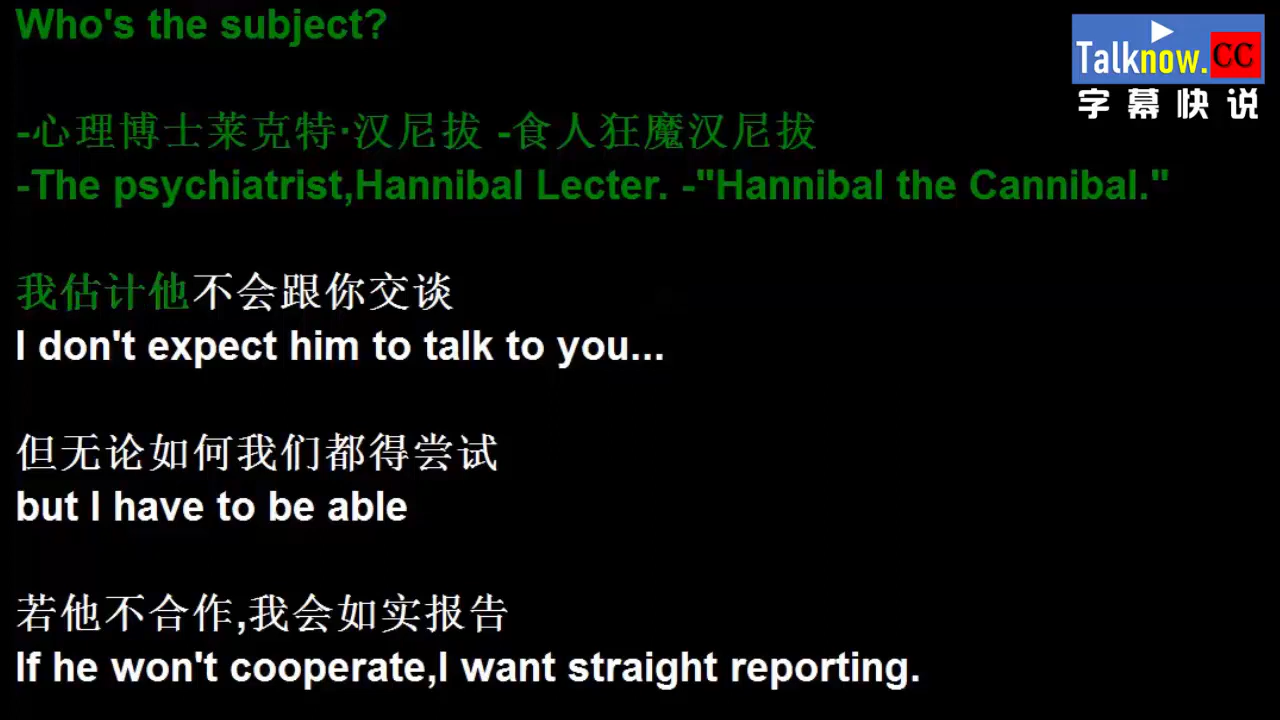 Who's the subject?
Talknow.CC
字幕快说
-心理博士莱克特·汉尼拔 -食人狂魔汉尼拔
-The psychiatrist,Hannibal Lecter. -"Hannibal the Cannibal."
我估计他不会跟你交谈
I don't expect him to talk to you...
但无论如何我们都得尝试
but I have to be able
若他不合作,我会如实报告
If he won't cooperate,I want straight reporting.